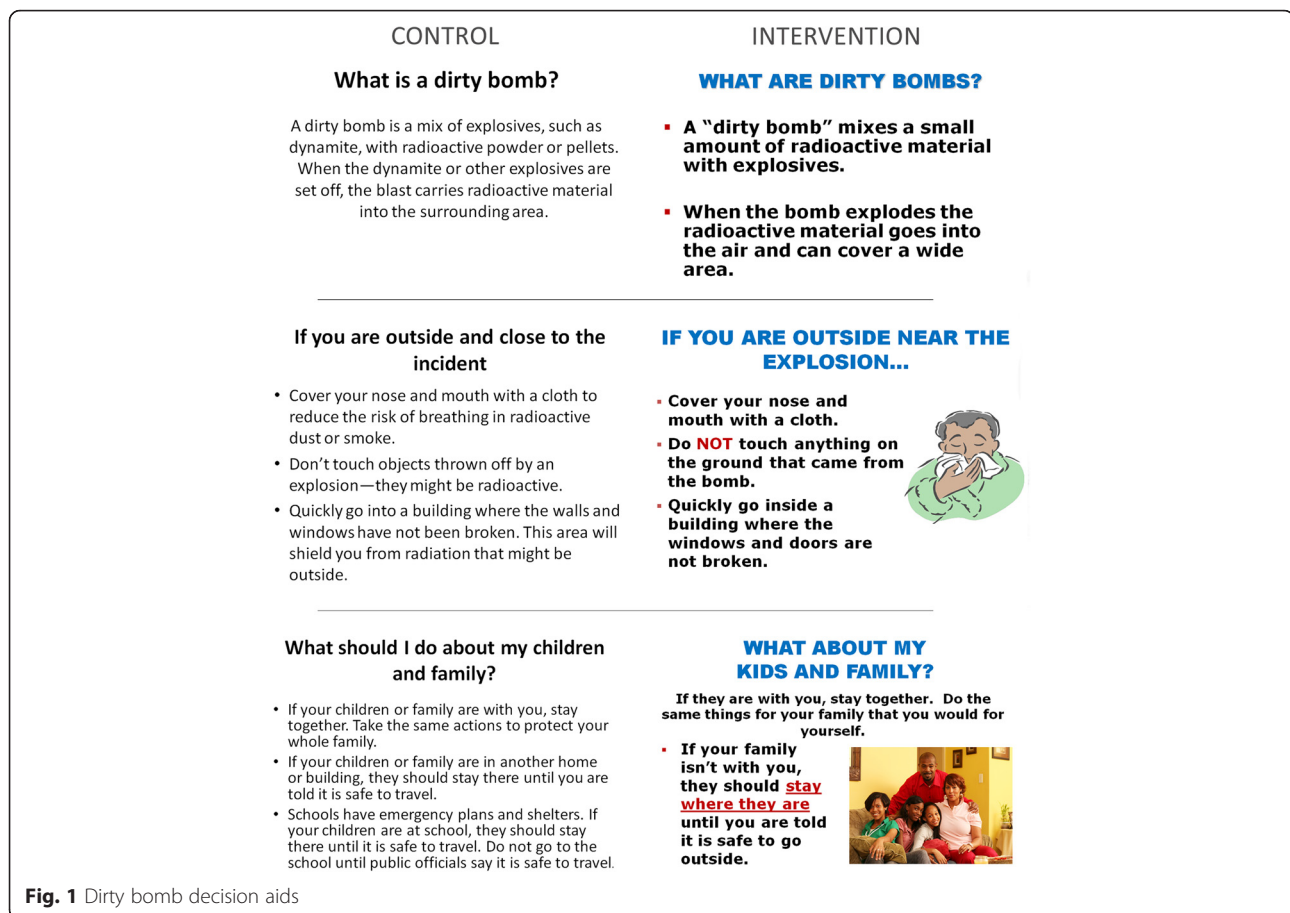 CONTROL
What is a dirty bomb?
A dirty bomb is a mix of explosives, such as
dynamite, with radioactive powder or pellets.
When the dynamite or other explosives are
set off, the blast carries radioactive material
into the surrounding area.
INTERVENTION
WHAT ARE DIRTY BOMBS?
▪ A “dirty bomb” mixes a small
amount of radioactive material
with explosives.
▪ When the bomb explodes the
radioactive material goes into
the air and can cover a wide
area.
If you are outside and close to the
incident
• Cover your nose and mouth with a cloth to
reduce the risk of breathing in radioactive
dust or smoke.
• Don’t touch objects thrown off by an
explosion—they might be radioactive.
• Quickly go into a building where the walls and
windows have not been broken. This area will
shield you from radiation that might be
outside.
IF YOU ARE OUTSIDE NEAR THE
EXPLOSION...
▪ Cover your nose and
mouth with a cloth.
▪ Do NOT touch anything on
the ground that came from
the bomb.
▪ Quickly go inside a
building where the
windows and doors are
not broken.
What should I do about my children
and family?
• If your children or family are with you, stay
together. Take the same actions to protect your
whole family.
• If your children or family are in another home
or building, they should stay there until you are
told it is safe to travel.
• Schools have emergency plans and shelters. If
your children are at school, they should stay
there until it is safe to travel. Do not go to the
school until public officials say it is safe to travel.
WHAT ABOUT MY
KIDS AND FAMILY?
If they are with you, stay together. Do the
same things for your family that you would for
yourself.
▪ If your family
isn’t with you,
they should stay
where they are
until you are told
it is safe to go
outside.
Fig. 1 Dirty bomb decision aids